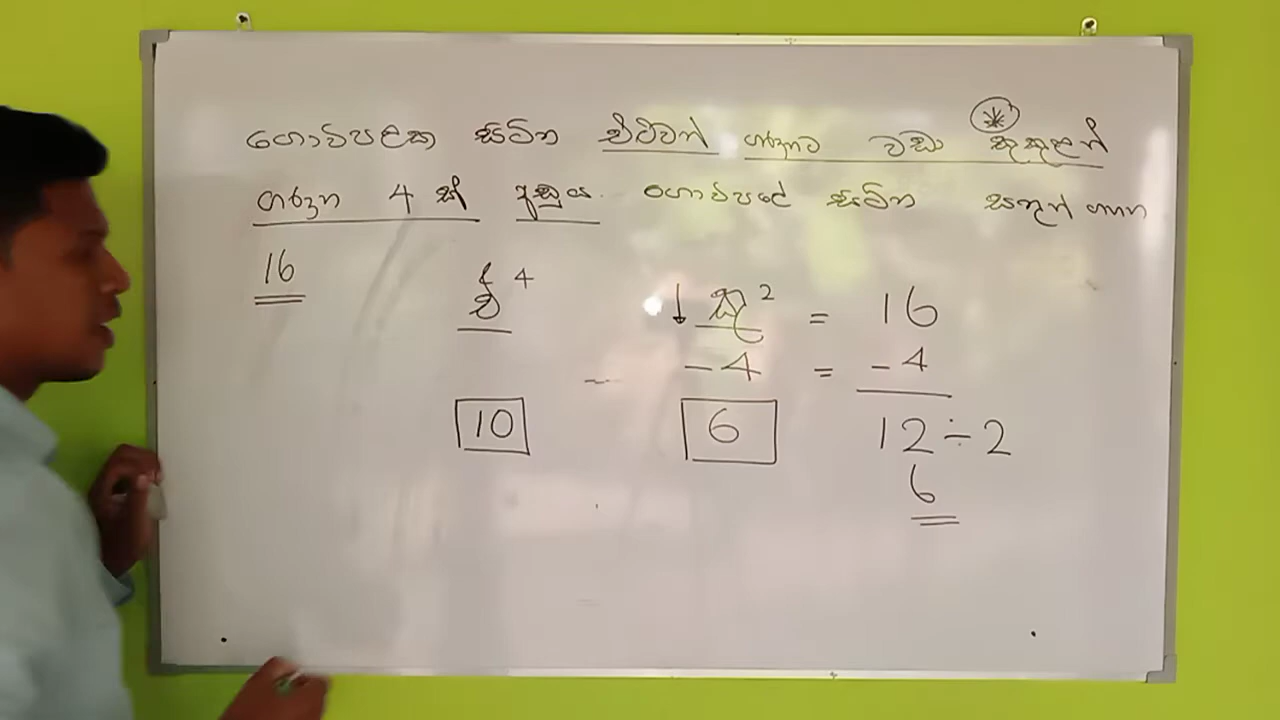 ගොවිපලක සිටින එළුවන් ගණනට වඩා කුකුළන්
ගණන 4 ක් අඩුය. ගොවිපලේ සිටින සතුන් ගණන
16
එ 4
↓ කු 2 = 16
- 4 = - 4
10
6
12 ÷ 2
6